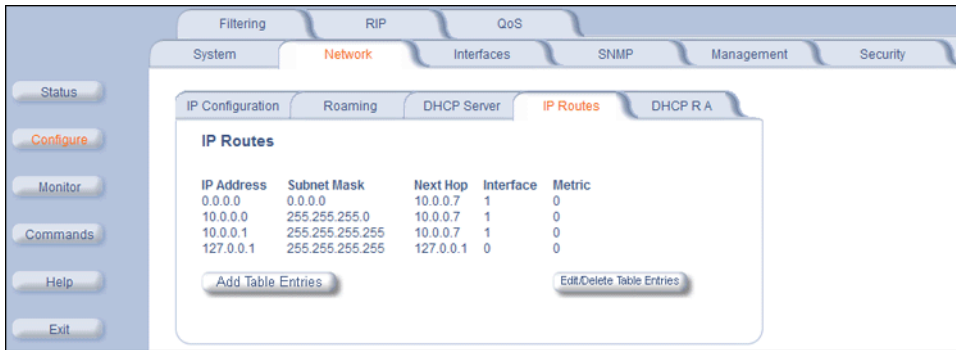 Filtering RIP QoS
System Network Interfaces SNMP Management Security
Status
Configure
Monitor
Commands
Help
Exit
IP Configuration Roaming DHCP Server IP Routes DHCP R A
IP Routes
IP Address Subnet Mask Next Hop Interface Metric
0.0.0.0 0.0.0.0 10.0.0.7 1 0
10.0.0.0 255.255.255.0 10.0.0.7 1 0
10.0.0.1 255.255.255.255 10.0.0.7 1 0
127.0.0.1 255.255.255.255 127.0.0.1 0 0
Add Table Entries Edit/Delete Table Entries